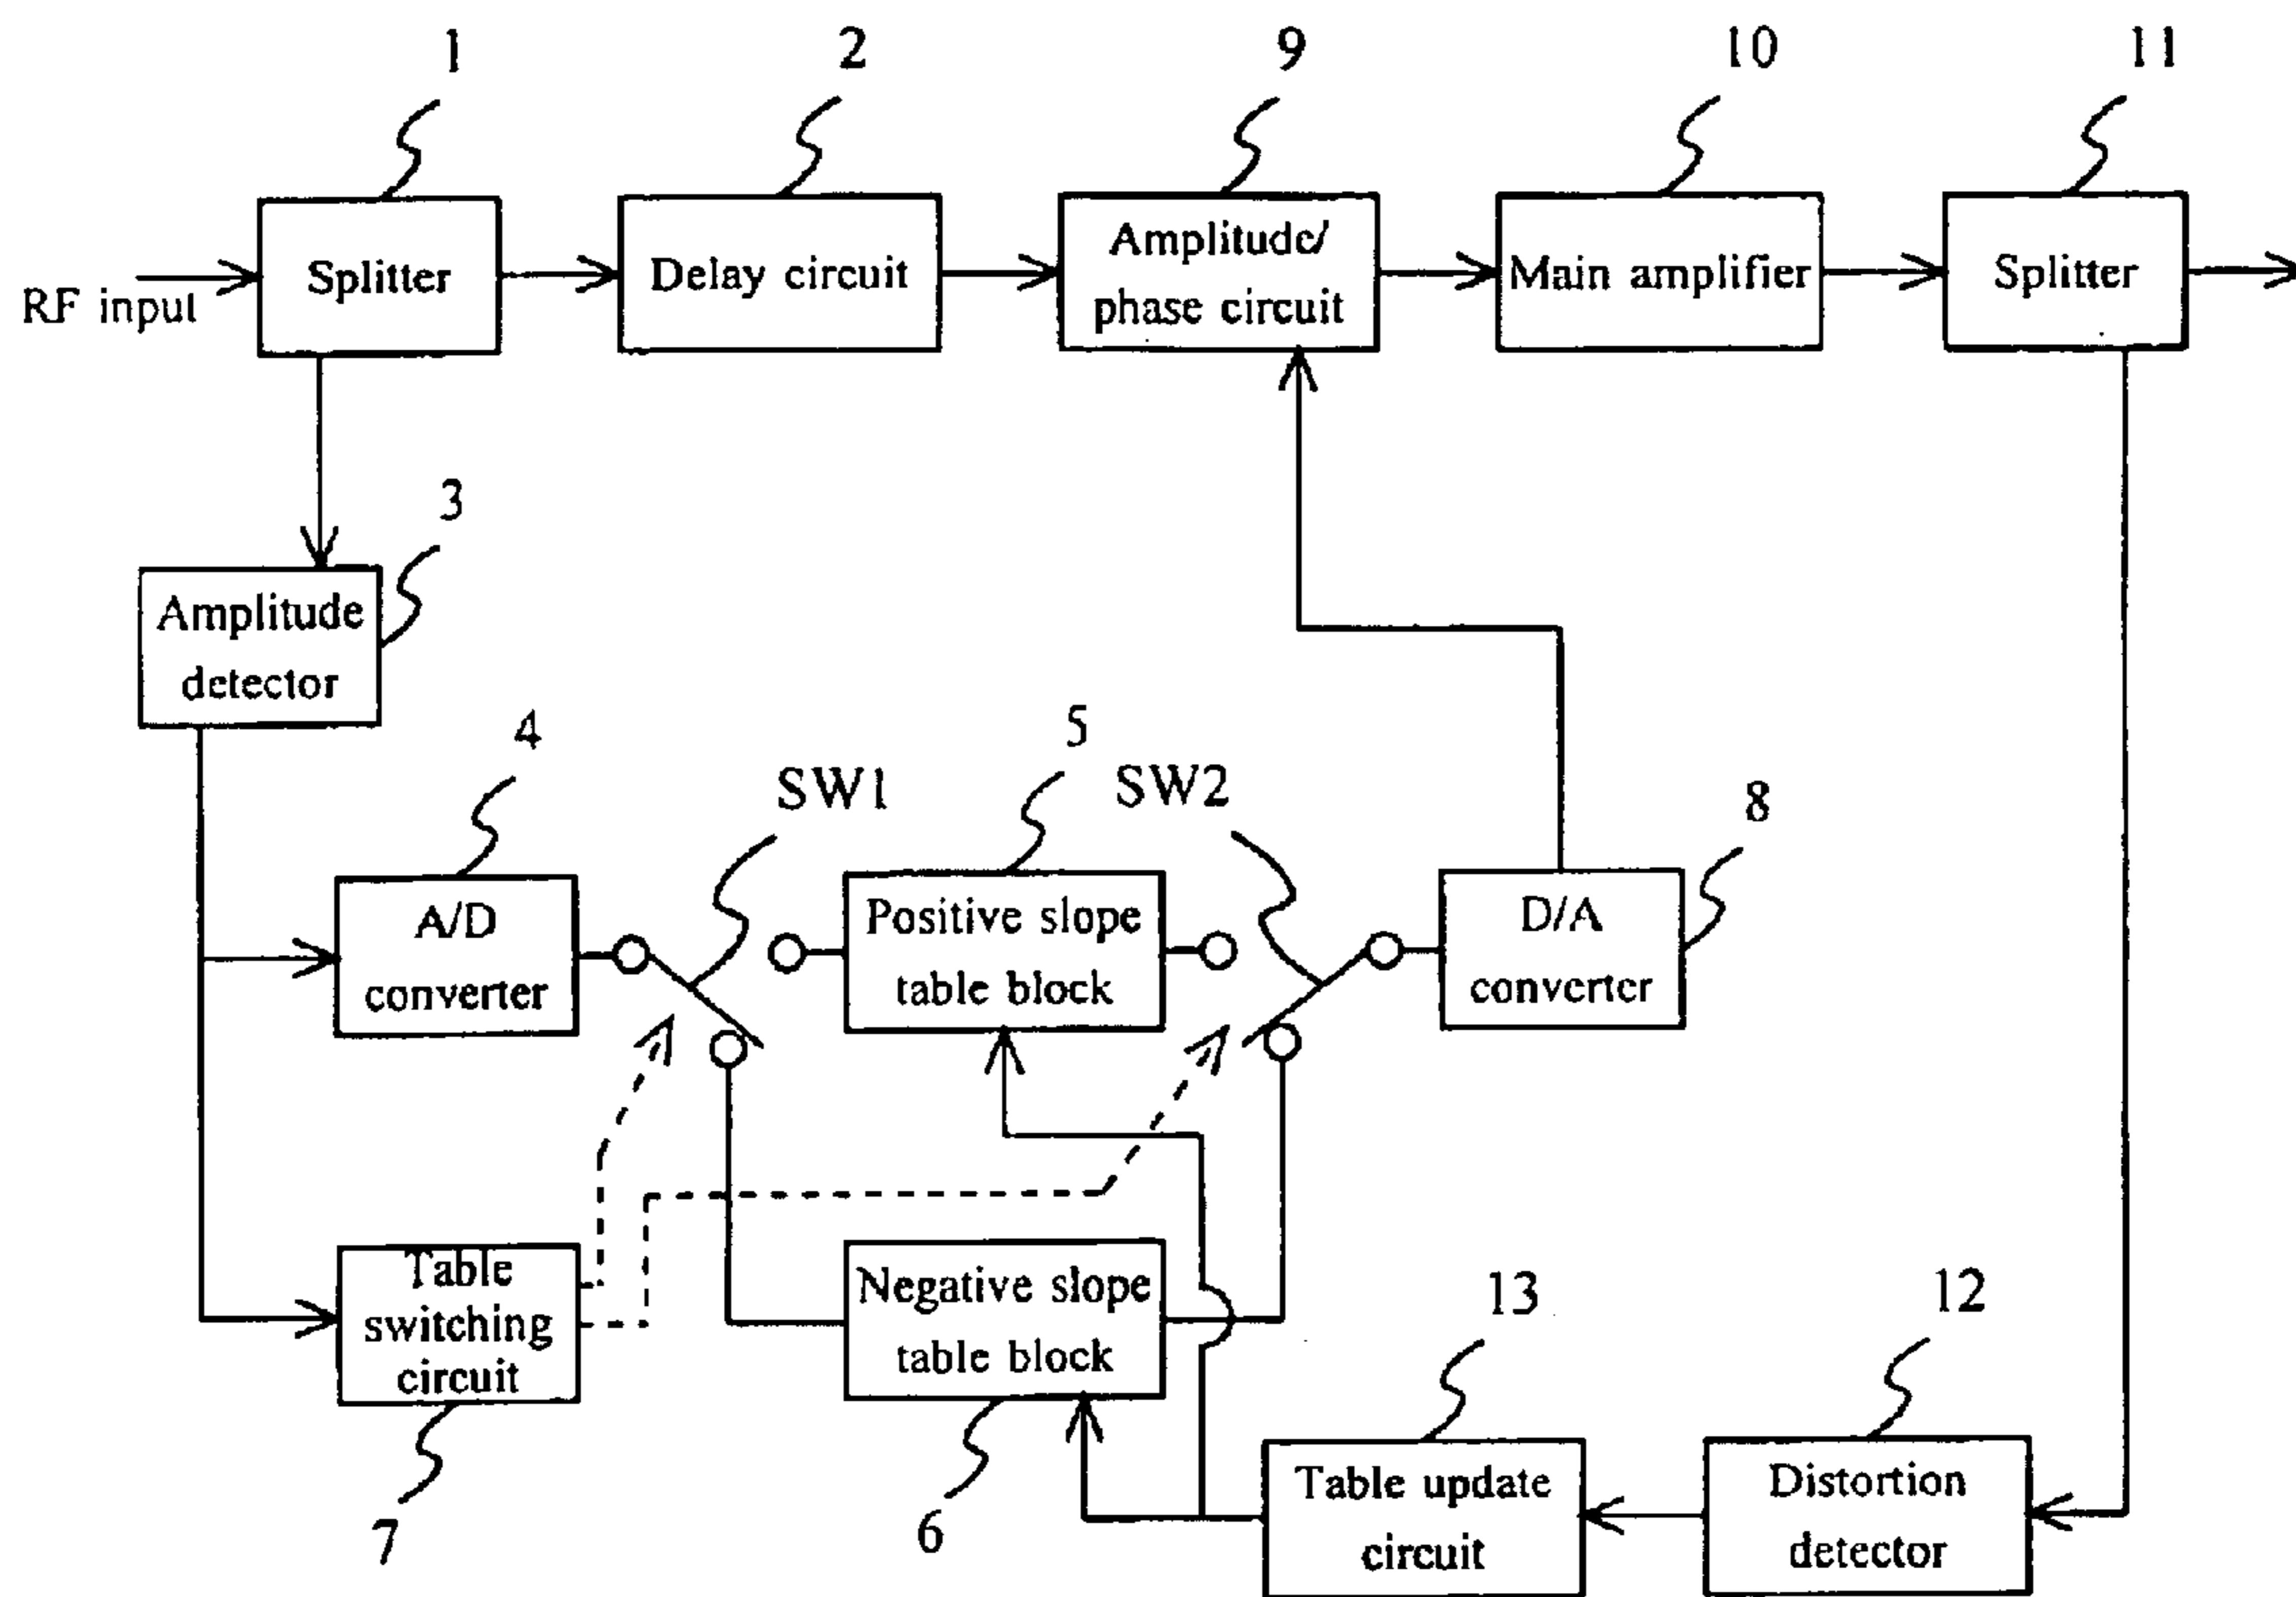 1
2
9
10
11
RF input
Splitter
Delay circuit
Amplitude/
phase circuit
Main amplifier
Splitter
3
Amplitude
detector
4
SW1
5
SW2
8
A/D
converter
Positive slope
table block
D/A
converter
Table
switching
circuit
7
Negative slope
table block
6
13
12
Table update
circuit
Distortion
detector